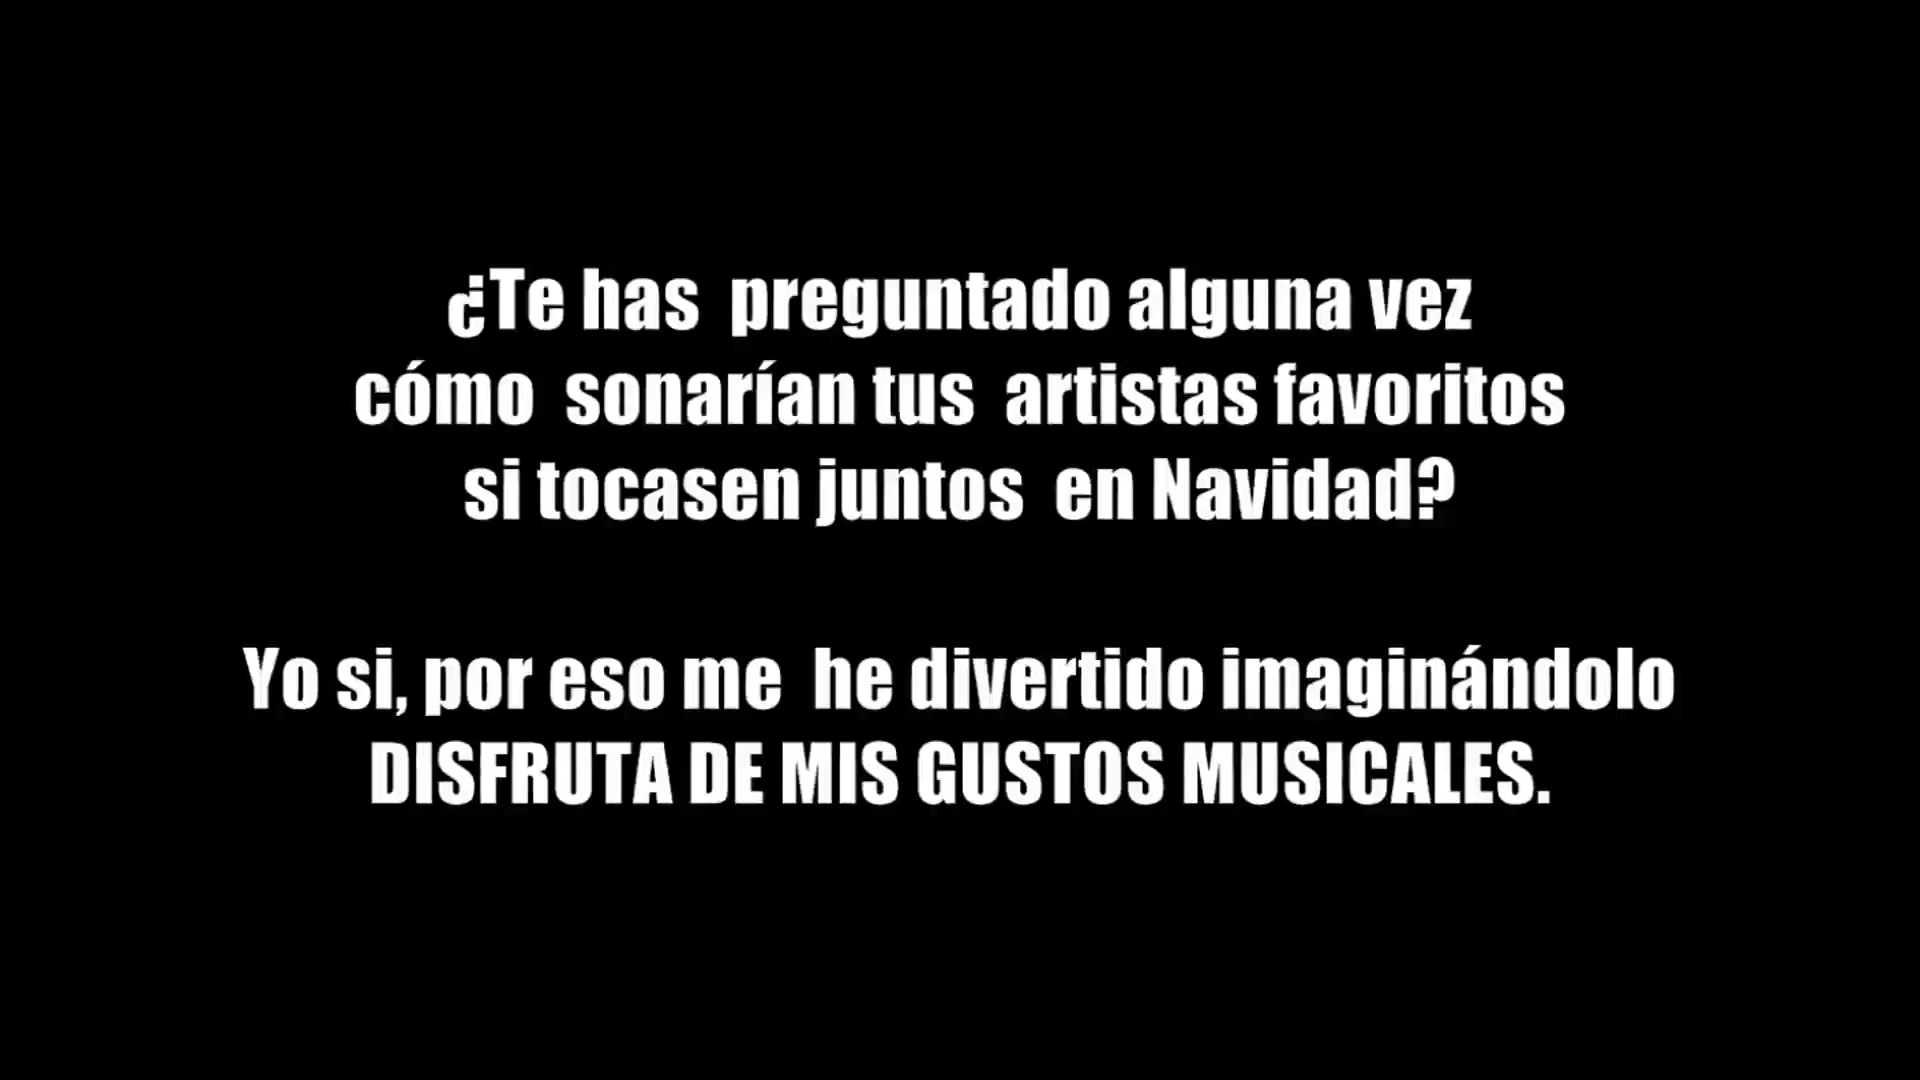 ¿Te has preguntado alguna vez
cómo sonarían tus artistas favoritos
si tocasen juntos en Navidad?
Yo si, por eso me he divertido imaginándolo
DISFRUTA DE MIS GUSTOS MUSICALES.